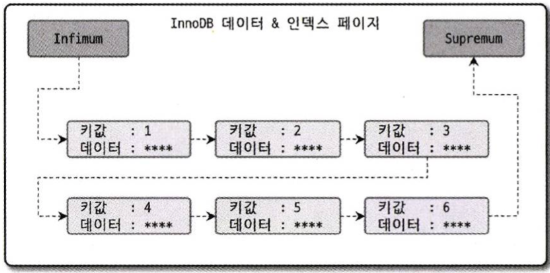 InnoDB 데이터 & 인덱스 페이지
Infimum
Supremum
키값 : 1
데이터 : ****
키값 : 2
데이터 : ****
키값 : 3
데이터 : ****
키값 : 4
데이터 : ****
키값 : 5
데이터 : ****
키값 : 6
데이터 : ****